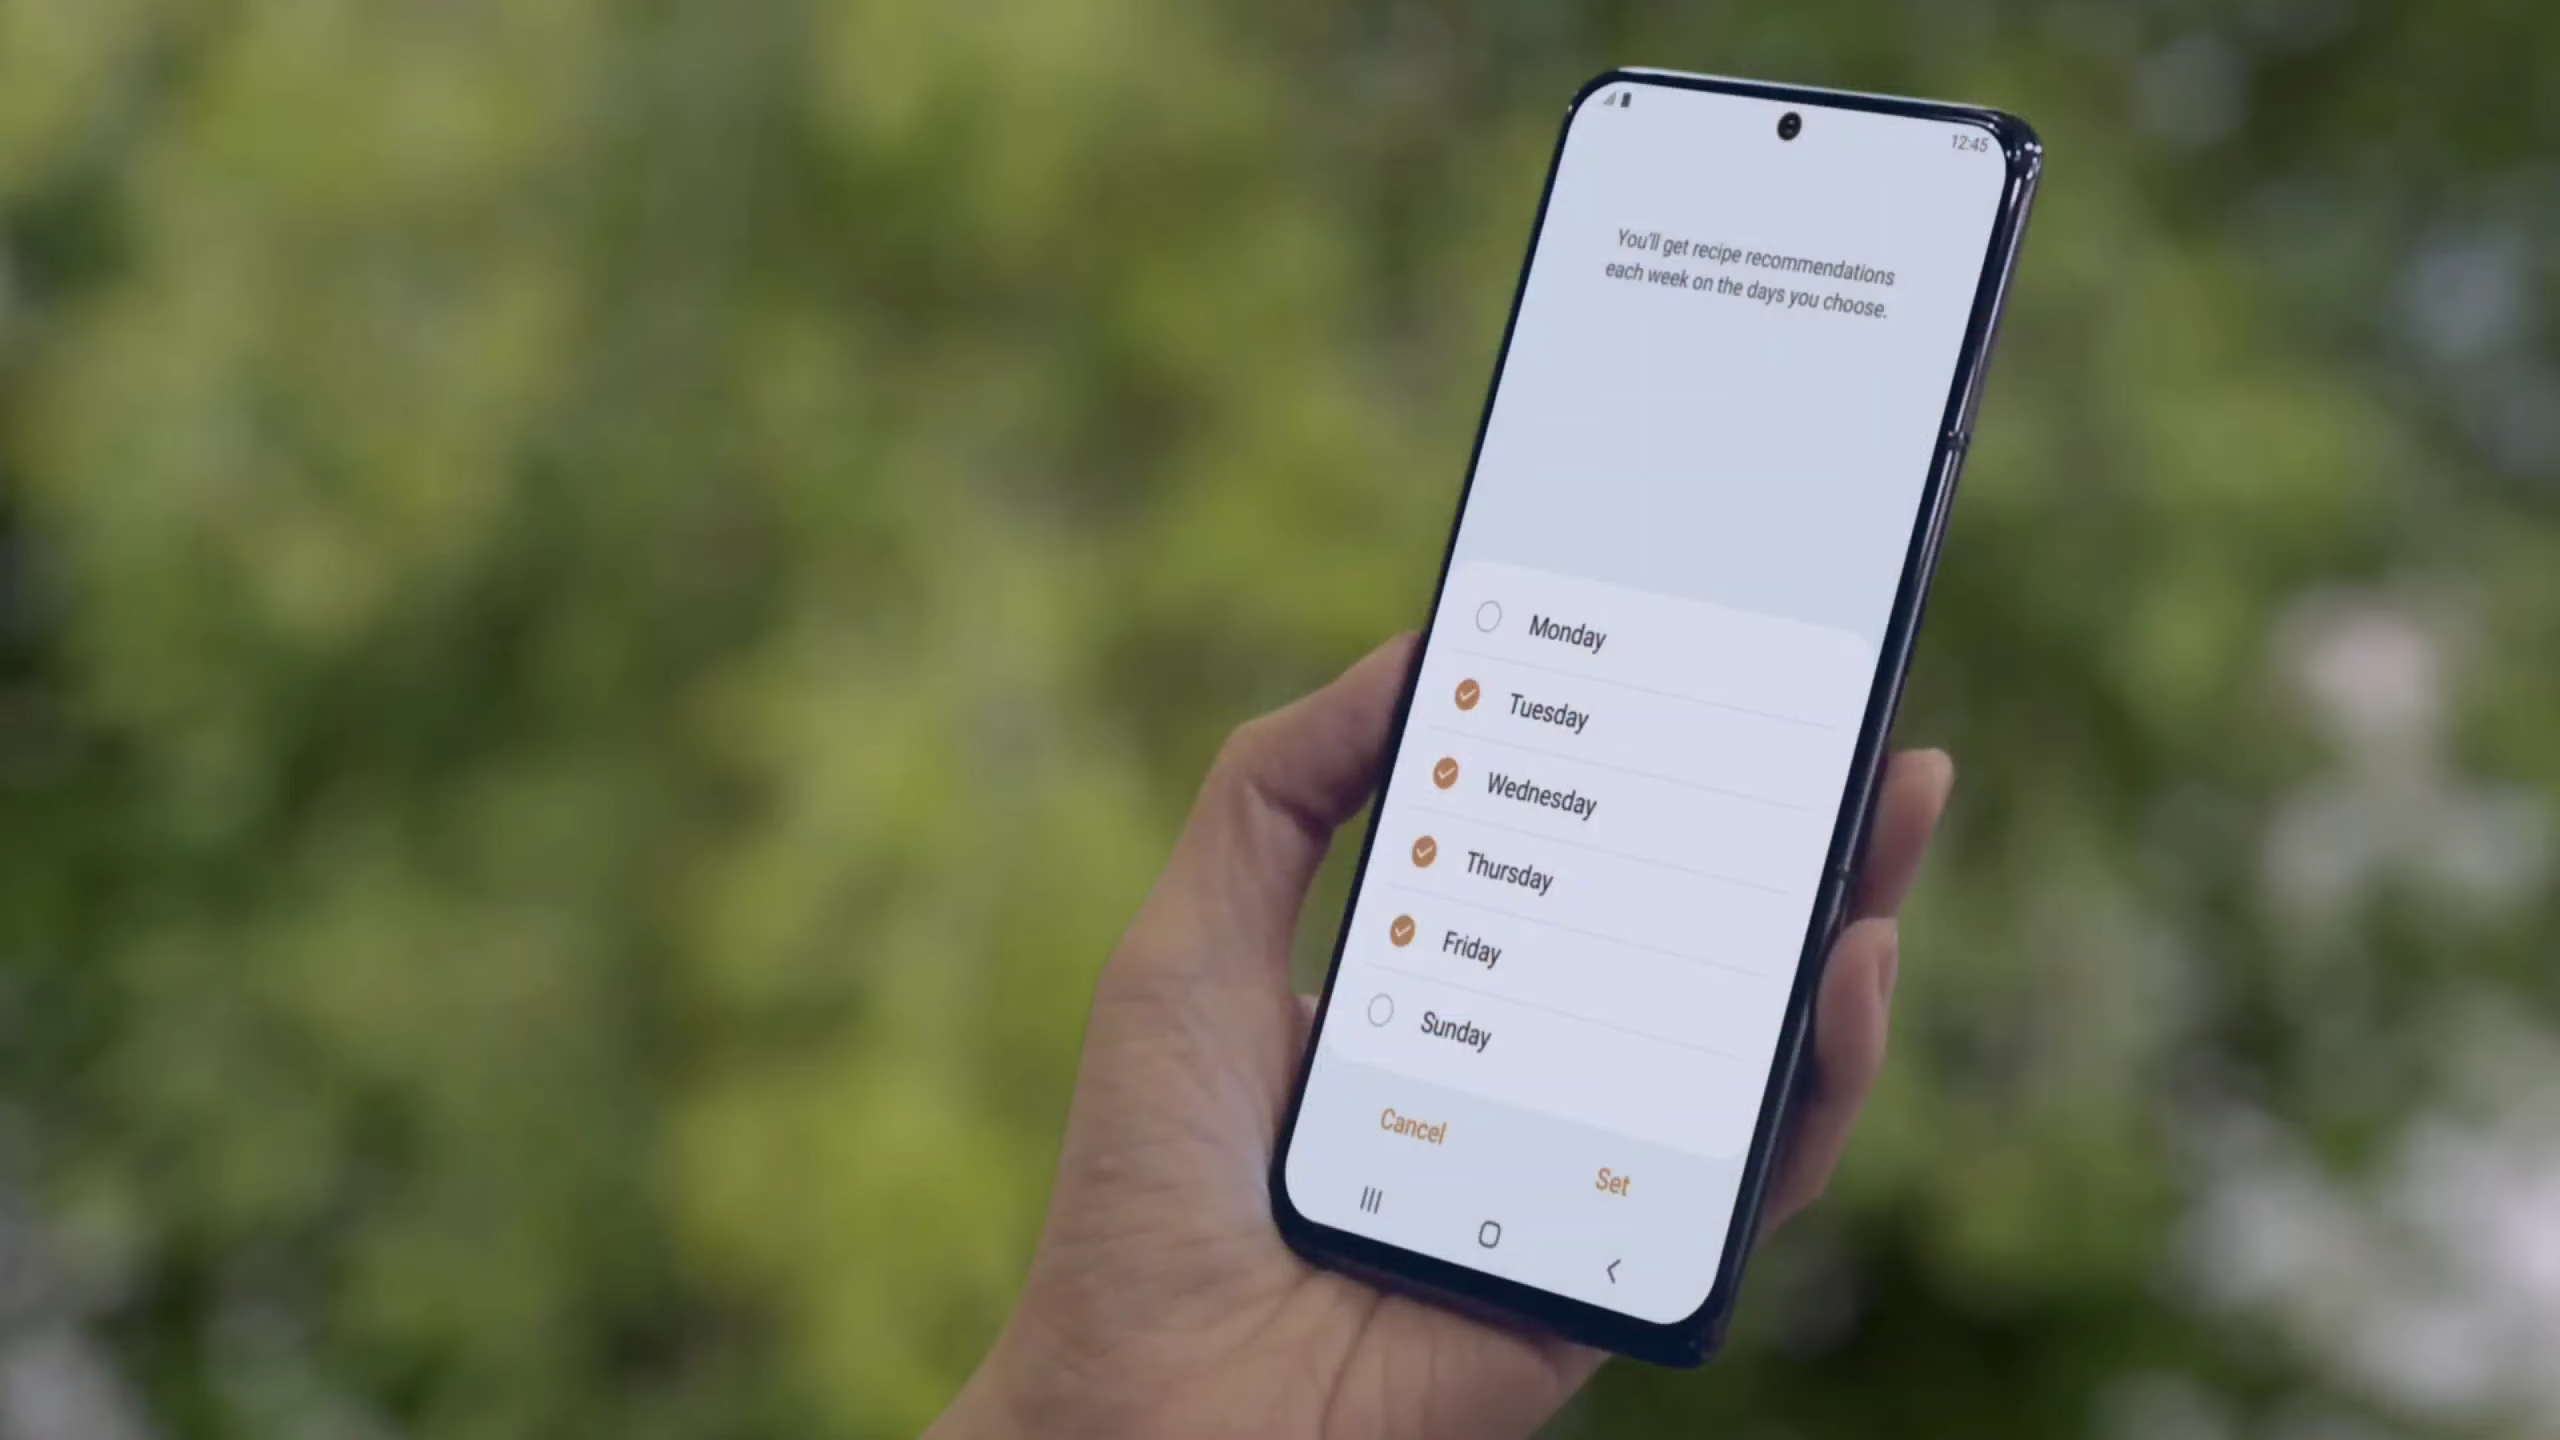 12:45
You'll get recipe recommendations
each week on the days you choose.
Monday
Tuesday
Wednesday
Thursday
Friday
Sunday
Cancel
Set